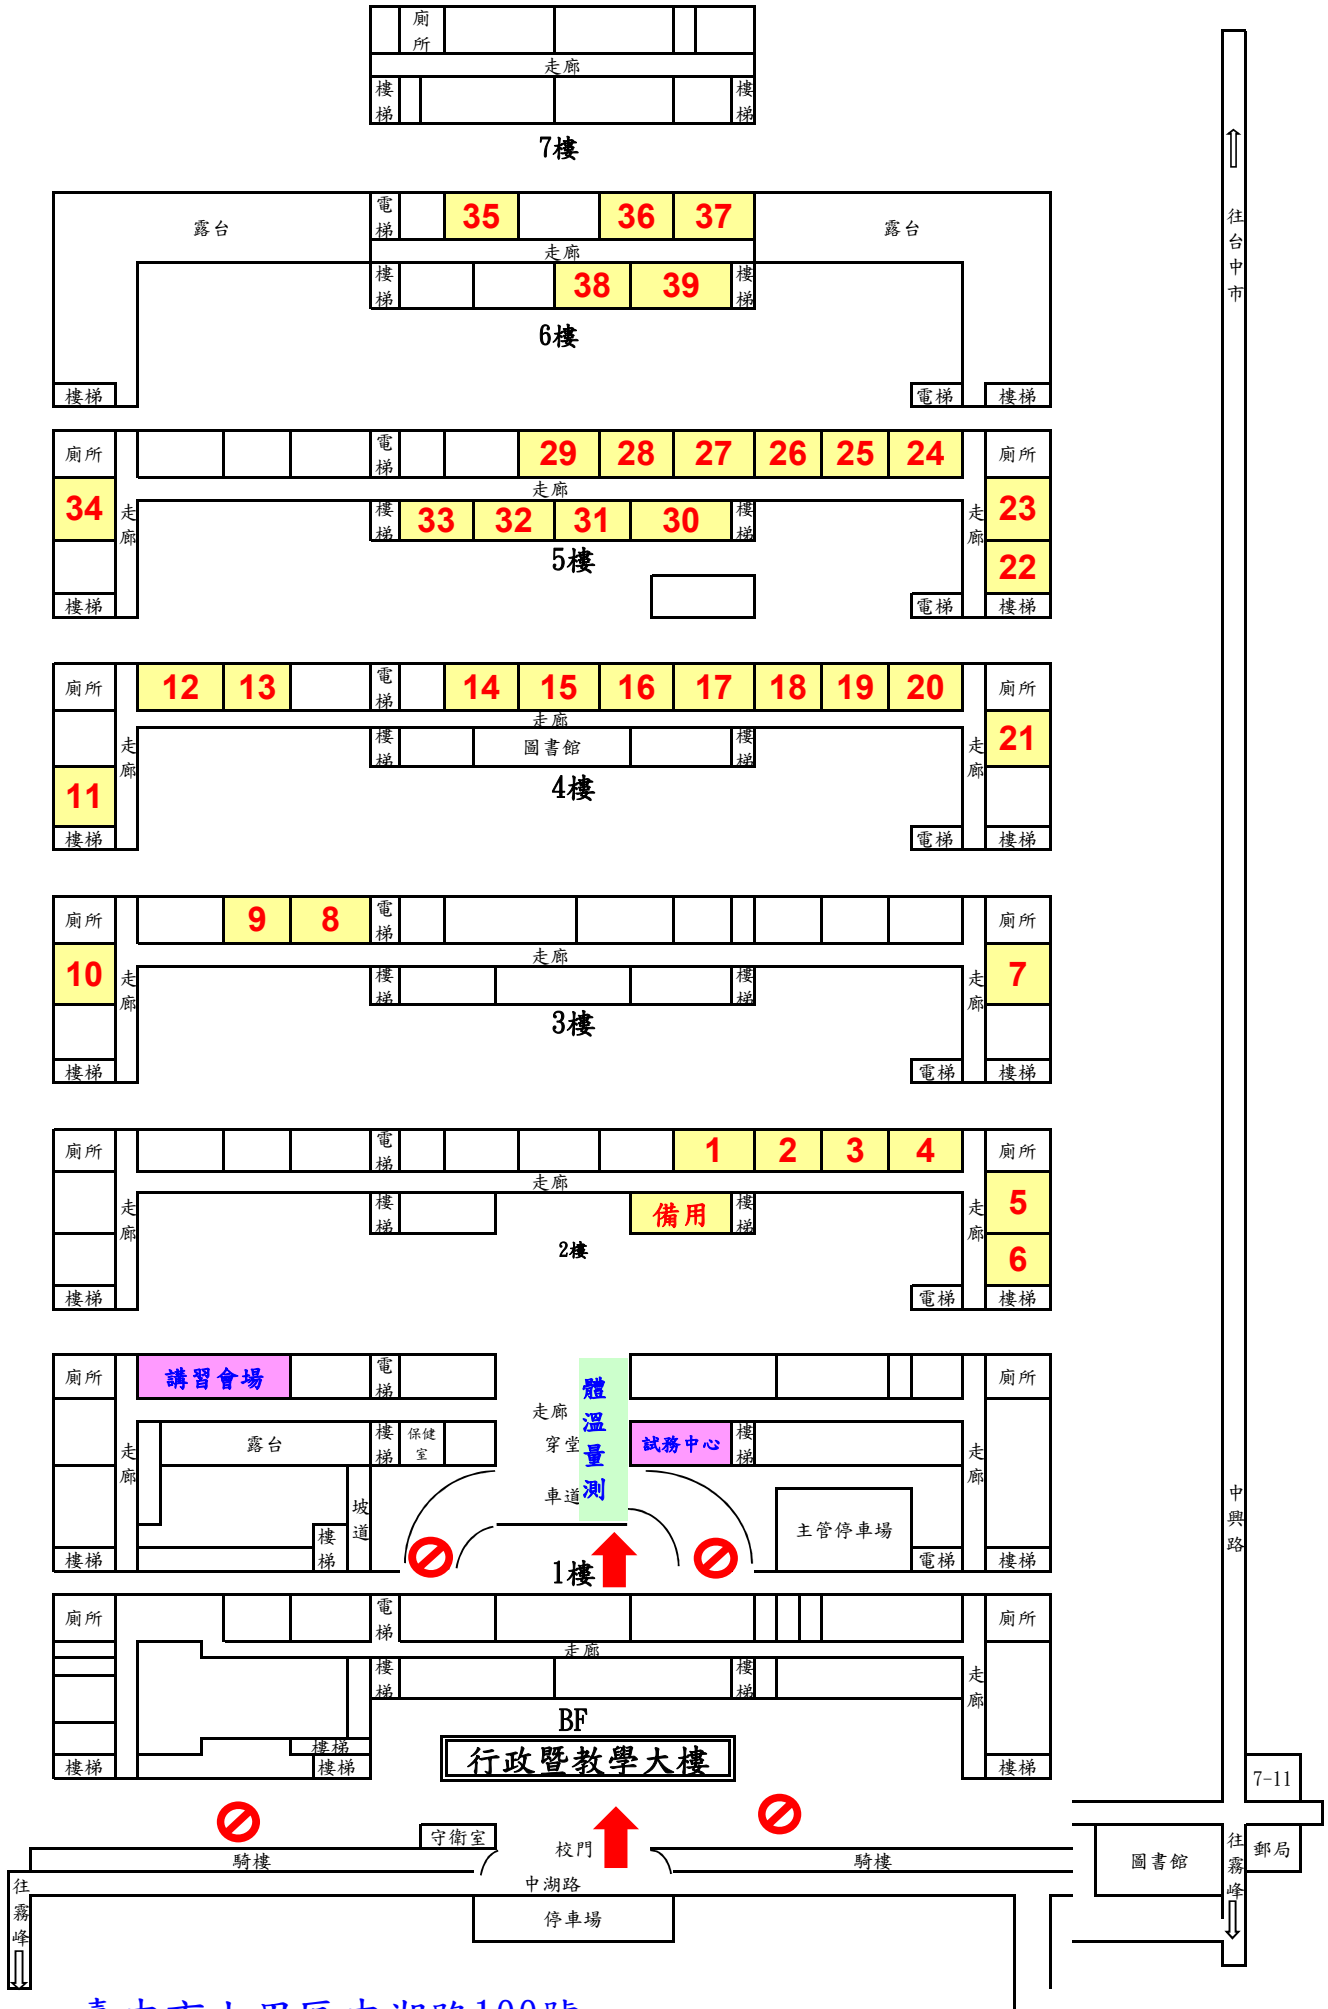 廁所
走廊
樓梯 樓梯
7樓
露台 電梯 35 36 37 露台
走廊
樓梯 38 39 樓梯
6樓
樓梯 電梯 樓梯
廁所 電梯 29 28 27 26 25 24 廁所
走廊
34 走廊 樓梯 33 32 31 30 樓梯 走廊 23
5樓
22
樓梯 電梯 樓梯
廁所 12 13 電梯 14 15 16 17 18 19 20 廁所
走廊
走廊 樓梯 圖書館 樓梯 走廊 21
11 4樓
樓梯 電梯 樓梯
廁所 9 8 電梯 廁所
走廊
10 走廊 樓梯 樓梯 走廊 7
3樓
樓梯 電梯 樓梯
廁所 電梯 1 2 3 4 廁所
走廊
走廊 樓梯 備用 樓梯 走廊 5
2樓 6
樓梯 電梯 樓梯
廁所 講習會場 電梯 體溫量測 廁所
走廊
走廊 露台 樓梯 保健室 穿堂 試務中心 樓梯 走廊
坡道 車道 主管停車場
樓梯 樓梯 1樓 電梯 樓梯
廁所 電梯 廁所
走廊
樓梯 樓梯 走廊
BF
樓梯
樓梯 樓梯 行政暨教學大樓 樓梯
往台中市
中興路
7-11
守衛室 校門 往霧峰 郵局
騎樓 騎樓 圖書館
往霧峰 中湖路
停車場